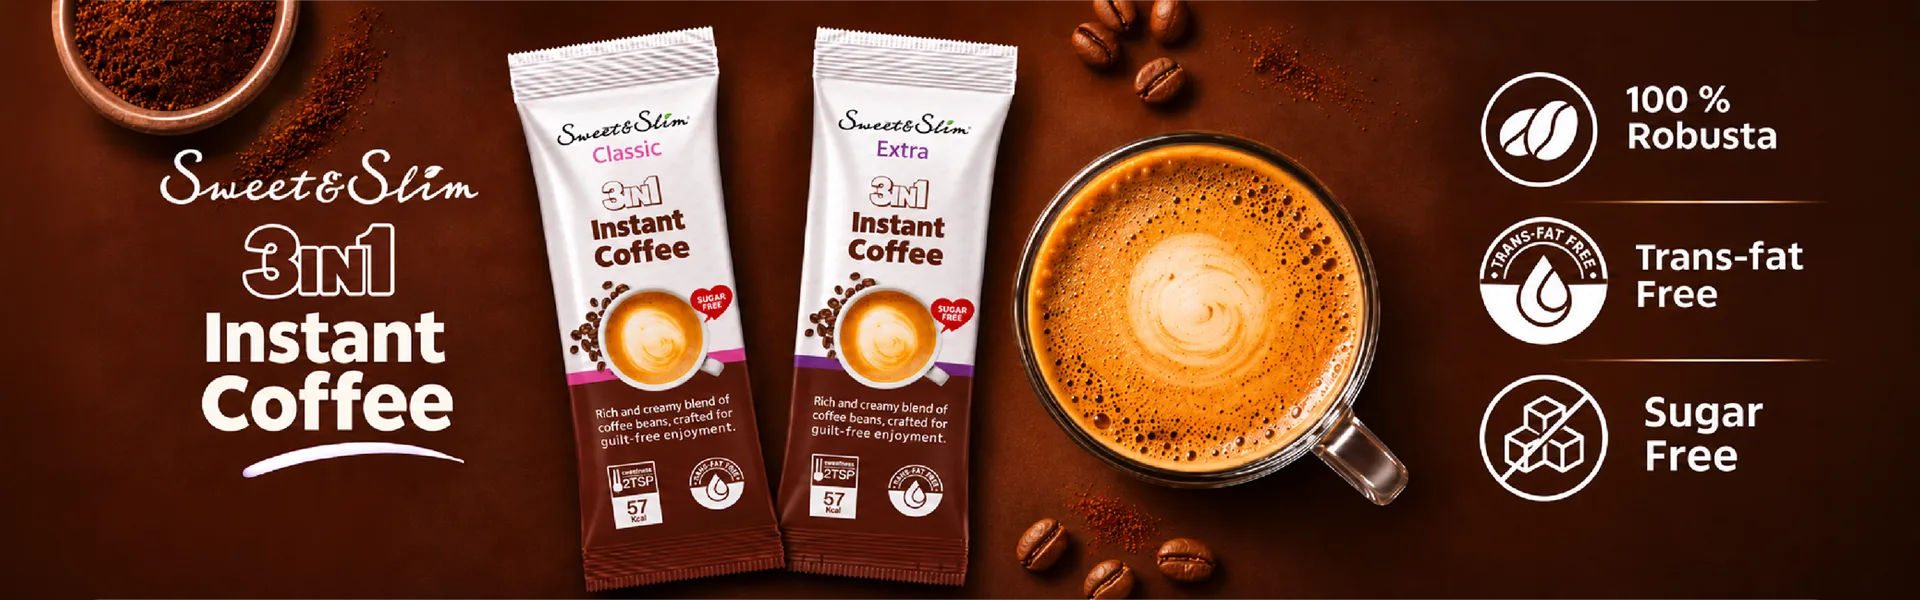 Sweet&Slim
3IN1
Instant
Coffee
Sweet&Slim®
Classic
3IN1
Instant
Coffee
SUGAR
FREE
Rich and creamy blend of
coffee beans, crafted for
guilt-free enjoyment.
sweetness
2TSP
57
Kcal
TRANS-FAT FREE
Sweet&Slim®
Extra
3IN1
Instant
Coffee
SUGAR
FREE
Rich and creamy blend of
coffee beans, crafted for
guilt-free enjoyment.
sweetness
2TSP
57
Kcal
TRANS-FAT FREE
100 %
Robusta
TRANS-FAT FREE
Trans-fat
Free
Sugar
Free